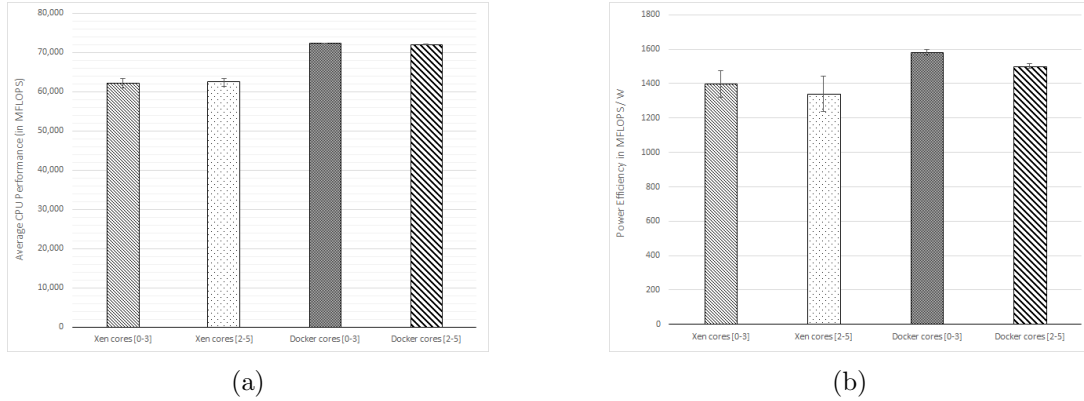 Average CPU Performance (in MFLOPS)
80,000
70,000
60,000
50,000
40,000
30,000
20,000
10,000
0
Xen cores [0-3]
Xen cores [2-5]
Docker cores [0-3]
Docker cores [2-5]
(a)
Power Efficiency in MFLOPS/ W
1800
1600
1400
1200
1000
800
600
400
200
0
Xen cores [0-3]
Xen cores [2-5]
Docker cores [0-3]
Docker cores [2-5]
(b)